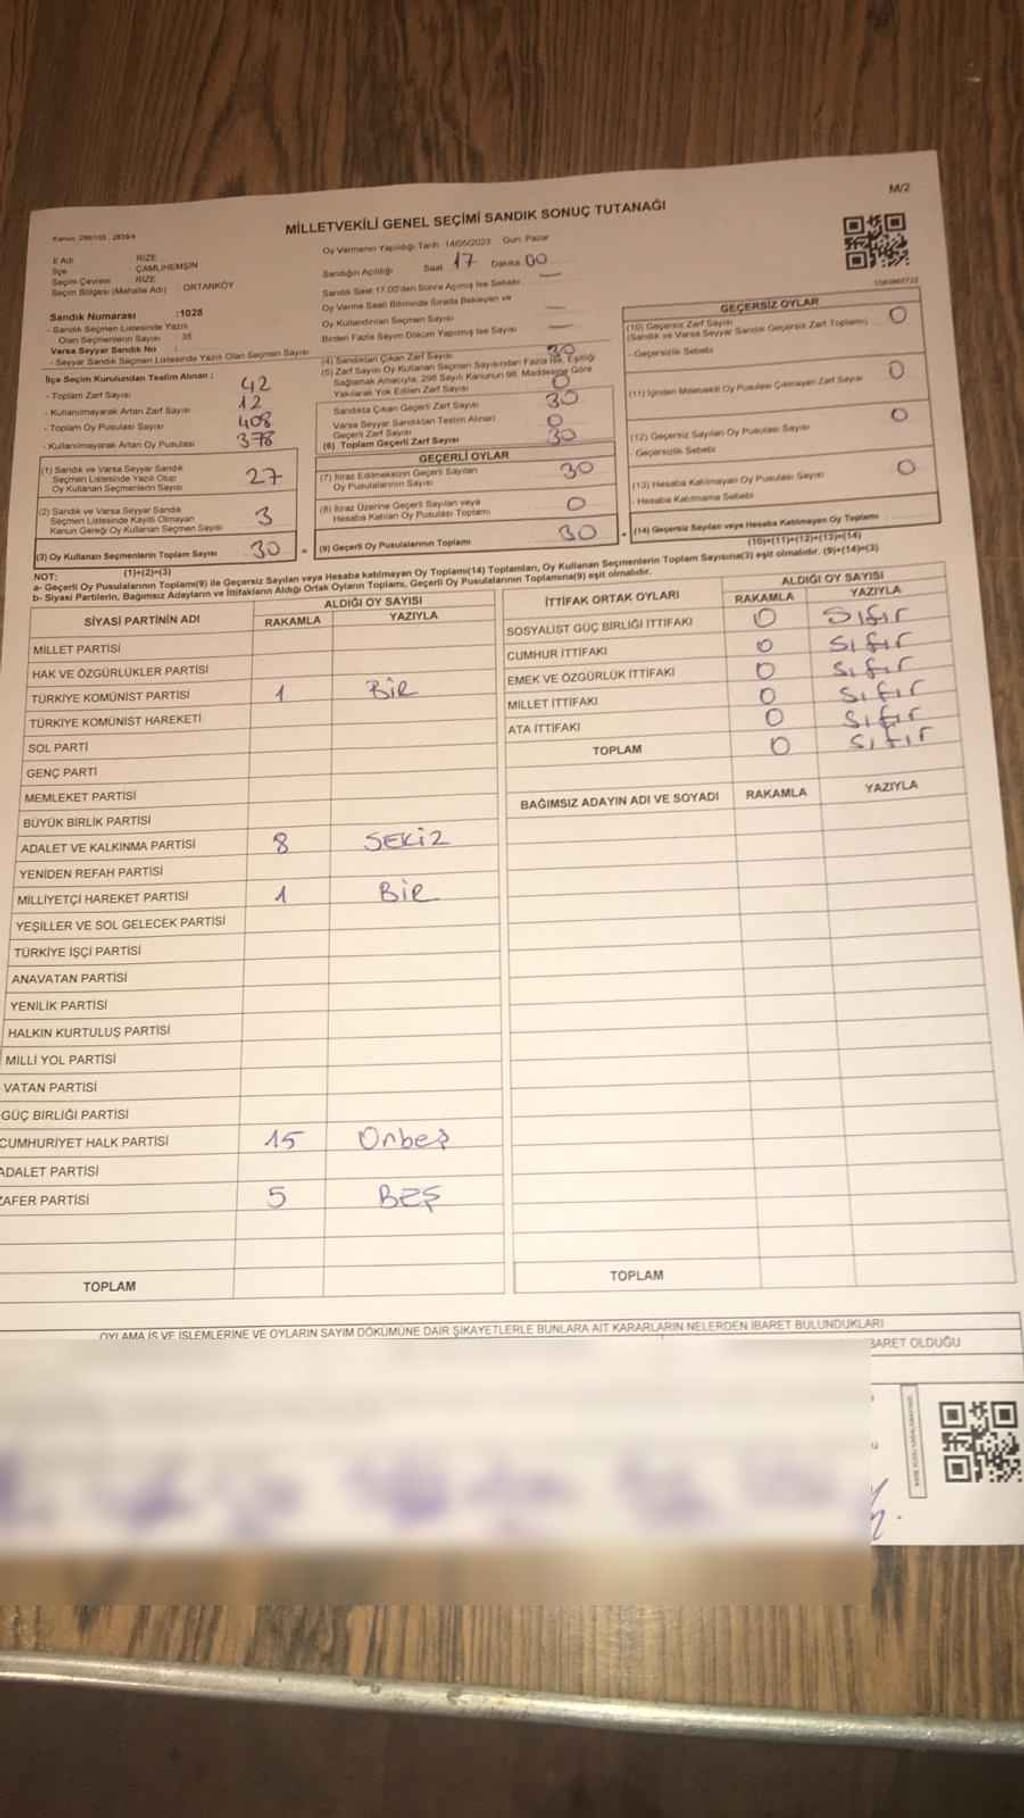 M/2
MİLLETVEKİLİ GENEL SEÇİMİ SANDIK SONUÇ TUTANAĞI
İl Adı RİZE
İlçe ÇAMLIHEMŞİN
Seçim Çevresi RİZE
Seçim Bölgesi (Mahalle Adı) ORTANKÖY
Sandık Numarası :1028
- Sandık Seçmen Listesinde Yazılı
Olan Seçmenlerin Sayısı : 35
Varsa Seyyar Sandık No
- Seyyar Sandık Seçmen Listesinde Yazılı Olan Seçmen Sayısı
İlçe Seçim Kurulundan Teslim Alınan :
- Toplam Zarf Sayısı 42
- Kullanılmayarak Artan Zarf Sayısı 12
- Toplam Oy Pusulası Sayısı 408
- Kullanılmayarak Artan Oy Pusulası 378
(1) Sandık ve Varsa Seyyar Sandık
Seçmen Listesinde Yazılı Olup
Oy Kullanan Seçmenlerin Sayısı 27
(2) Sandık ve Varsa Seyyar Sandık
Seçmen Listesinde Kayıtlı Olmayan
Kanun Gereği Oy Kullanan Seçmen Sayısı 3
(3) Oy Kullanan Seçmenlerin Toplam Sayısı 30
(1)+(2)=(3)
Oy Vermenin Yapıldığı Tarih 14/05/2023 Gün: Pazar
Sandığın Açılığı Saat 17 Dakika 00
Sandık Saat 17.00'den Sonra Açılmış İse Sebebi —
Oy Verme Saati Bitiminde Sırada Bekleyen ve
Oy Kullandırılan Seçmen Sayısı —
Birden Fazla Sayım Döküm Yapılmış İse Sayısı —
(4) Sandıktan Çıkan Zarf Sayısı 30
(5) Zarf Sayısı Oy Kullanan Seçmen Sayısından Fazla İse, Eşitliği
Sağlamak Amacıyla, 298 Sayılı Kanunun 98. Maddesine Göre
Yakılarak Yok Edilen Zarf Sayısı 0
Sandıkta Çıkan Geçerli Zarf Sayısı 30
Varsa Seyyar Sandıktan Teslim Alınan
Geçerli Zarf Sayısı 0
(6) Toplam Geçerli Zarf Sayısı 30
GEÇERLİ OYLAR
(7) İtiraz Edilmeksizin Geçerli Sayılan
Oy Pusulalarının Sayısı 30
(8) İtiraz Üzerine Geçerli Sayılan veya
Hesaba Katılan Oy Pusulası Toplamı 0
(9) Geçerli Oy Pusulalarının Toplamı 30
GEÇERSİZ OYLAR
(10) Geçersiz Zarf Sayısı 0
(Sandık ve Varsa Seyyar Sandık Geçersiz Zarf Toplamı)
- Geçersizlik Sebebi
(11) İçinden Milletvekili Oy Pusulası Çıkmayan Zarf Sayısı 0
(12) Geçersiz Sayılan Oy Pusulası Sayısı 0
- Geçersizlik Sebebi
(13) Hesaba Katılmayan Oy Pusulası Sayısı 0
- Hesaba Katılmama Sebebi
(14) Geçersiz Sayılan veya Hesaba Katılmayan Oy Toplamı
(10)+(11)+(12)+(13)=(14)
NOT:
a- Geçerli Oy Pusulalarının Toplamı(9) ile Geçersiz Sayılan veya Hesaba katılmayan Oy Toplamı(14) Toplamları, Oy Kullanan Seçmenlerin Toplam Sayısına(3) eşit olmalıdır. (9)+(14)=(3)
b- Siyasi Partilerin, Bağımsız Adayların ve İttifakların Aldığı Ortak Oyların Toplamı, Geçerli Oy Pusulalarının Toplamına(9) eşit olmalıdır.
SİYASİ PARTİNİN ADI ALDIĞI OY SAYISI
RAKAMLA YAZIYLA
MİLLET PARTİSİ
HAK VE ÖZGÜRLÜKLER PARTİSİ
TÜRKİYE KOMÜNİST PARTİSİ 1 Bir
TÜRKİYE KOMÜNİST HAREKETİ
SOL PARTİ
GENÇ PARTİ
MEMLEKET PARTİSİ
BÜYÜK BİRLİK PARTİSİ
ADALET VE KALKINMA PARTİSİ 8 SEKİZ
YENİDEN REFAH PARTİSİ
MİLLİYETÇİ HAREKET PARTİSİ 1 Bir
YEŞİLLER VE SOL GELECEK PARTİSİ
TÜRKİYE İŞÇİ PARTİSİ
ANAVATAN PARTİSİ
YENİLİK PARTİSİ
HALKIN KURTULUŞ PARTİSİ
MİLLİ YOL PARTİSİ
VATAN PARTİSİ
GÜÇ BİRLİĞİ PARTİSİ
CUMHURİYET HALK PARTİSİ 15 Onbeş
ADALET PARTİSİ
ZAFER PARTİSİ 5 BEŞ
TOPLAM
İTTİFAK ORTAK OYLARI ALDIĞI OY SAYISI
RAKAMLA YAZIYLA
SOSYALİST GÜÇ BİRLİĞİ İTTİFAKI 0 Sıfır
CUMHUR İTTİFAKI 0 Sıfır
EMEK VE ÖZGÜRLÜK İTTİFAKI 0 Sıfır
MİLLET İTTİFAKI 0 Sıfır
ATA İTTİFAKI 0 Sıfır
TOPLAM 0 Sıfır
BAĞIMSIZ ADAYIN ADI VE SOYADI RAKAMLA YAZIYLA
TOPLAM
OYLAMA İŞ VE İŞLEMLERİNE VE OYLARIN SAYIM DÖKÜMÜNE DAİR ŞİKAYETLERLE BUNLARA AİT KARARLARIN NELERDEN İBARET BULUNDUKLARI
BARET OLDUĞU